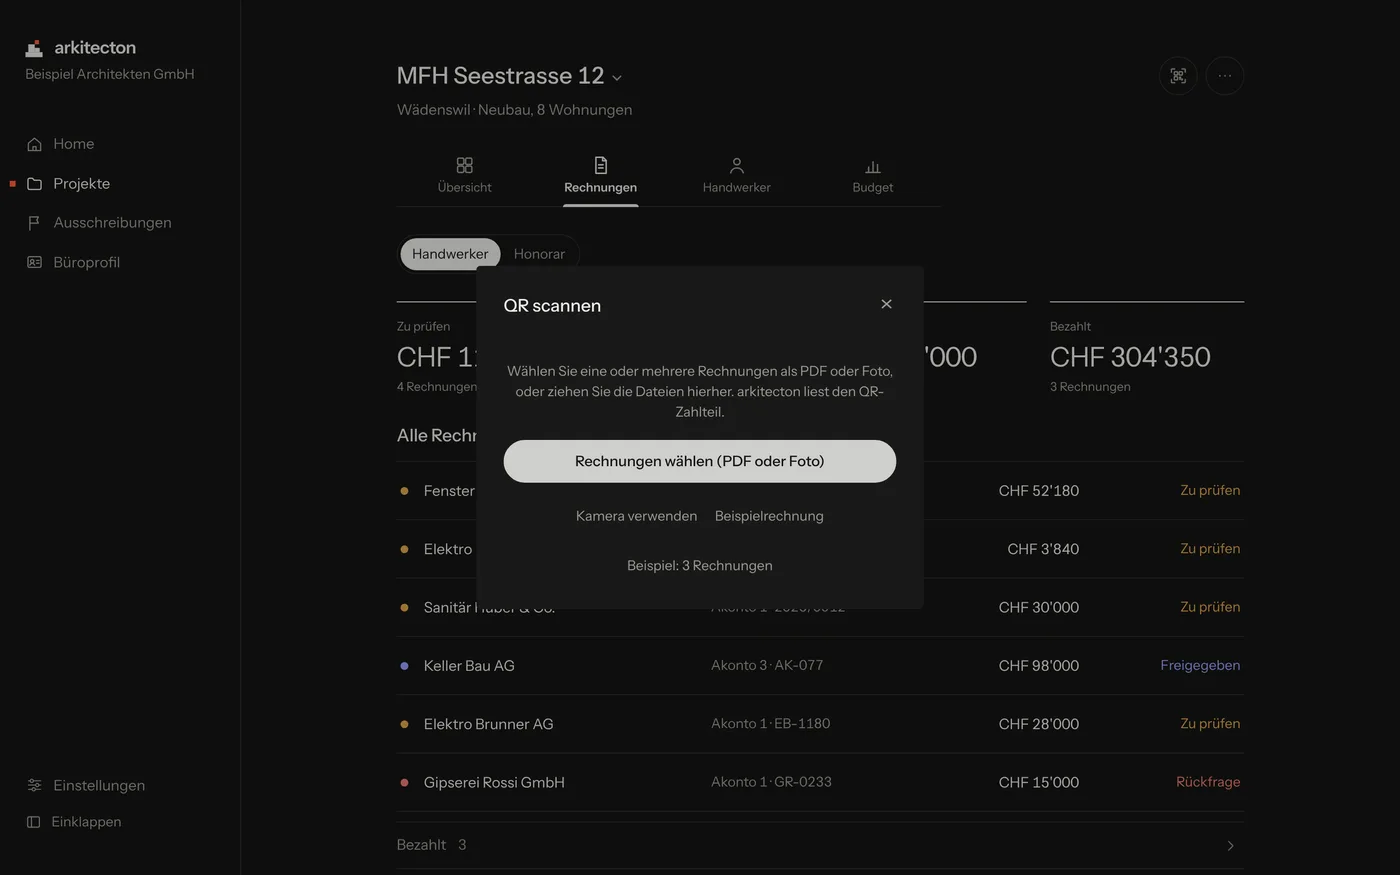 arkitecton
Beispiel Architekten GmbH
Home
Projekte
Ausschreibungen
Büroprofil
Einstellungen
Einklappen
MFH Seestrasse 12
Wädenswil · Neubau, 8 Wohnungen
Übersicht
Rechnungen
Handwerker
Budget
Handwerker
Honorar
Zu prüfen
CHF
4 Rechnungen
'000
Bezahlt
CHF 304'350
3 Rechnungen
QR scannen
Wählen Sie eine oder mehrere Rechnungen als PDF oder Foto,
oder ziehen Sie die Dateien hierher. arkitecton liest den QR-
Zahlteil.
Rechnungen wählen (PDF oder Foto)
Kamera verwenden
Beispielrechnung
Beispiel: 3 Rechnungen
Alle
Fenster
CHF 52'180
Zu prüfen
Elektro
CHF 3'840
Zu prüfen
Sanitär Huber & Co.
CHF 30'000
Zu prüfen
Keller Bau AG
Akonto 3 · AK-077
CHF 98'000
Freigegeben
Elektro Brunner AG
Akonto 1 · EB-1180
CHF 28'000
Zu prüfen
Gipserei Rossi GmbH
Akonto 1 · GR-0233
CHF 15'000
Rückfrage
Bezahlt 3